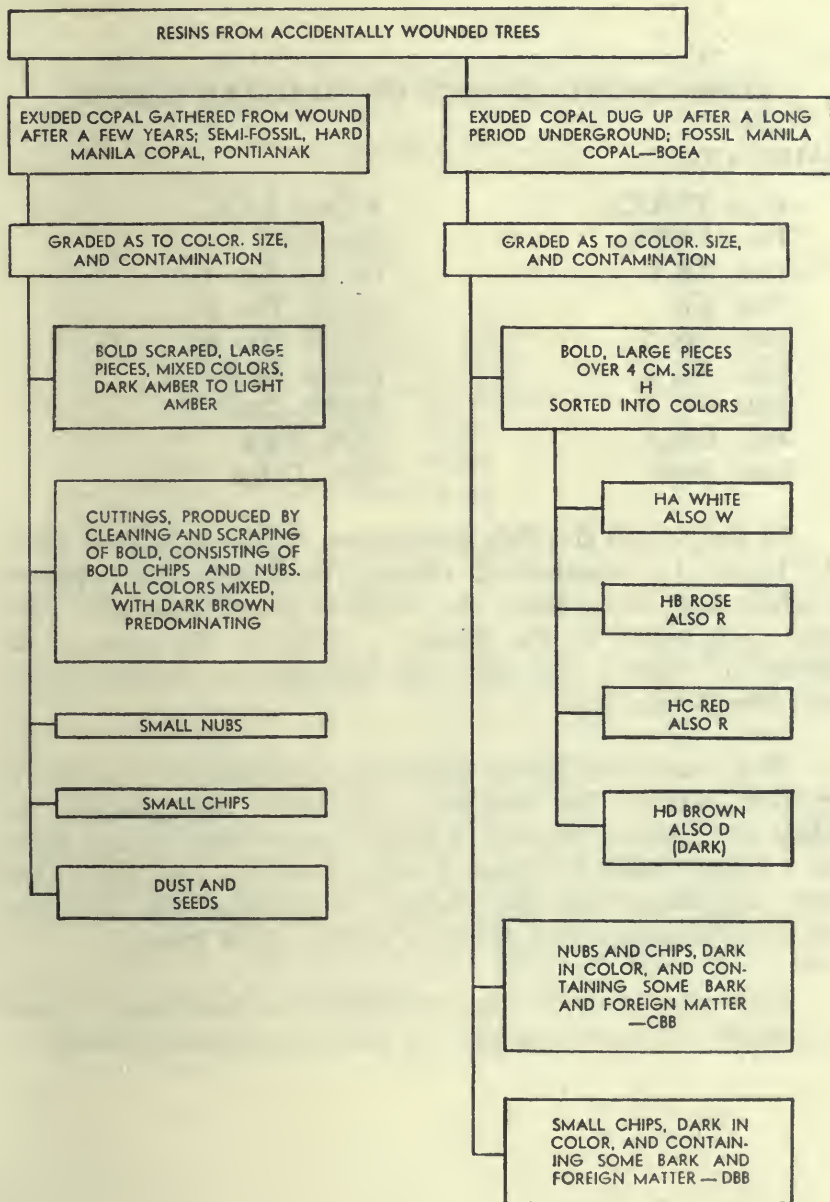 RESINS FROM ACCIDENTALLY WOUNDED TREES
EXUDED COPAL GATHERED FROM WOUND
AFTER A FEW YEARS; SEMI-FOSSIL, HARD
MANILA COPAL, PONTIANAK
GRADED AS TO COLOR. SIZE,
AND CONTAMINATION
BOLD SCRAPED, LARGE
PIECES, MIXED COLORS,
DARK AMBER TO LIGHT
AMBER
CUTTINGS, PRODUCED BY
CLEANING AND SCRAPING
OF BOLD, CONSISTING OF
BOLD CHIPS AND NUBS.
ALL COLORS MIXED,
WITH DARK BROWN
PREDOMINATING
SMALL NUBS
SMALL CHIPS
DUST AND
SEEDS
EXUDED COPAL DUG UP AFTER A LONG
PERIOD UNDERGROUND; FOSSIL MANILA
COPAL—BOEA
GRADED AS TO COLOR. SIZE,
AND CONTAMINATION
BOLD, LARGE PIECES
OVER 4 CM. SIZE
H
SORTED INTO COLORS
HA WHITE
ALSO W
HB ROSE
ALSO R
HC RED
ALSO R
HD BROWN
ALSO D
(DARK)
NUBS AND CHIPS, DARK
IN COLOR, AND CON-
TAINING SOME BARK
AND FOREIGN MATTER
—CBB
SMALL CHIPS, DARK IN
COLOR, AND CONTAIN-
ING SOME BARK AND
FOREIGN MATTER — DBB